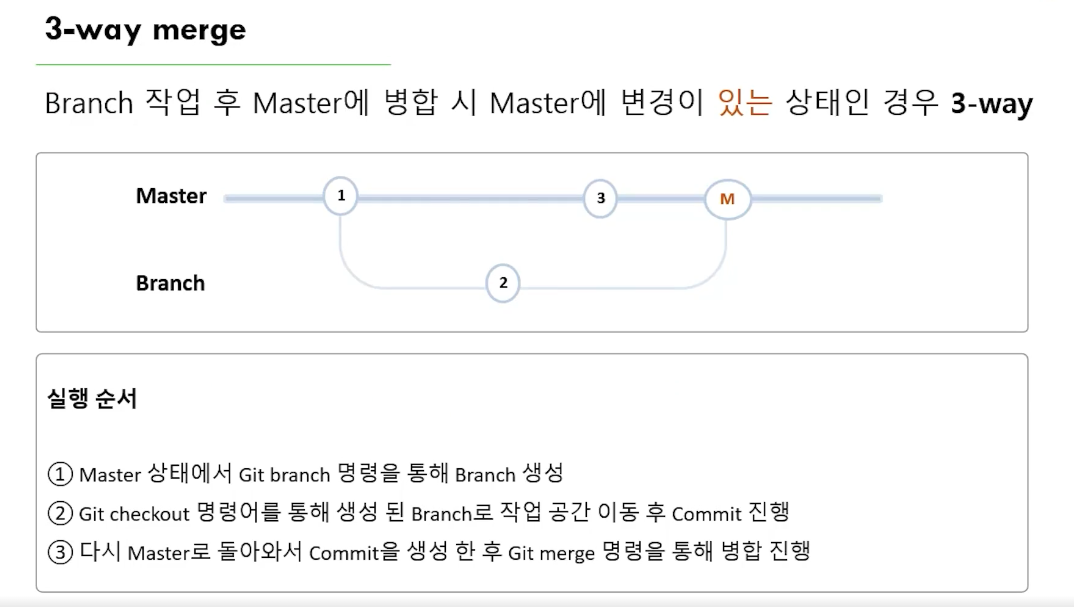 3-way merge
Branch 작업 후 Master에 병합 시 Master에 변경이 있는 상태인 경우 3-way
Master 1 3 M
Branch 2
실행 순서
① Master 상태에서 Git branch 명령을 통해 Branch 생성
② Git checkout 명령어를 통해 생성 된 Branch로 작업 공간 이동 후 Commit 진행
③ 다시 Master로 돌아와서 Commit을 생성 한 후 Git merge 명령을 통해 병합 진행